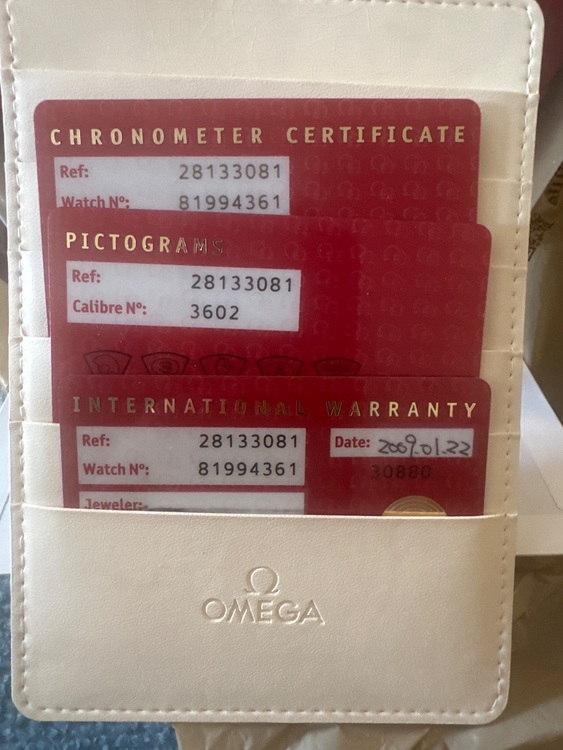 CHRONOMETER CERTIFICATE
Ref: 28133081
Watch Nº: 81994361
PICTOGRAMS
Ref: 28133081
Calibre Nº: 3602
INTERNATIONAL WARRANTY
Ref: 28133081
Date: 2009.01.22
Watch Nº: 81994361
30880
Jeweler:
Ω
OMEGA